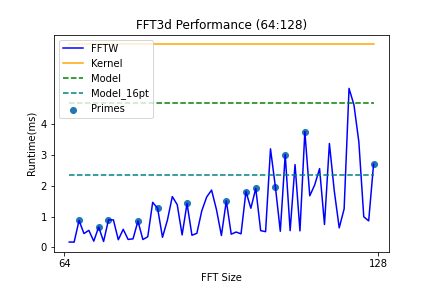 FFT3d Performance (64:128)
FFTW
Kernel
Model
Model_16pt
Primes
Runtime(ms)
4
3
2
1
0
64
128
FFT Size